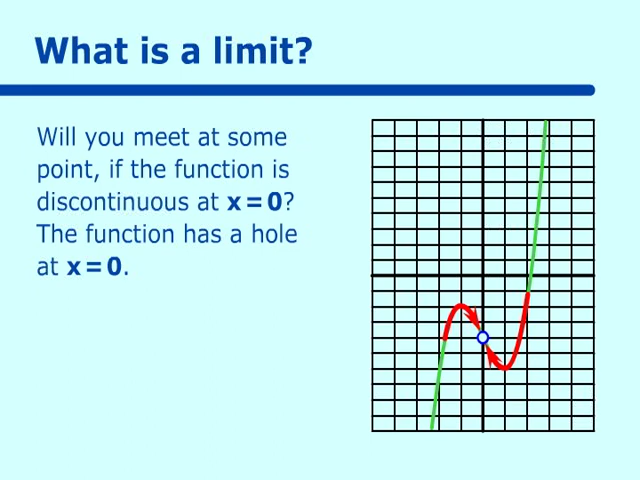 What is a limit?
Will you meet at some
point, if the function is
discontinuous at x = 0?
The function has a hole
at x = 0.